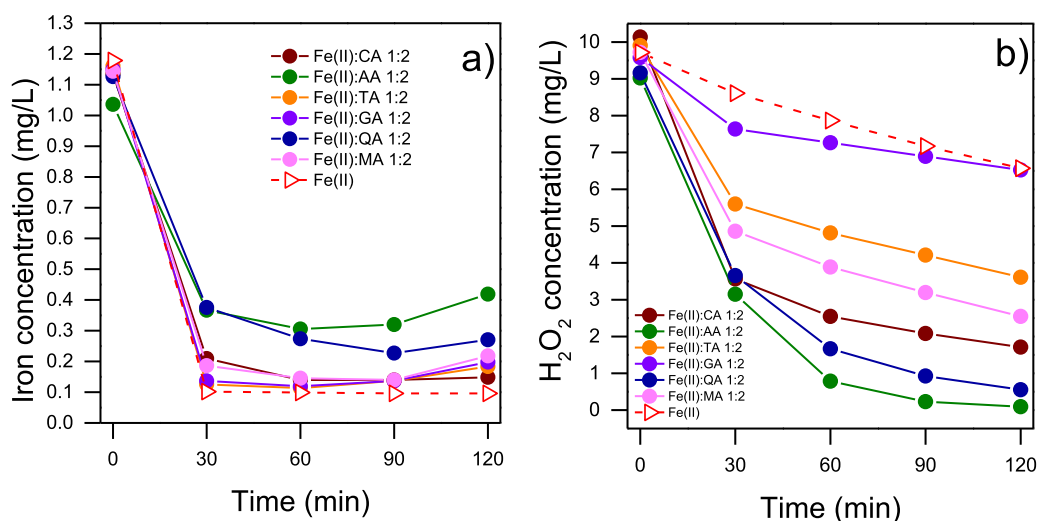 a)
Iron concentration (mg/L)
1.3
1.2
1.1
1.0
0.9
0.8
0.7
0.6
0.5
0.4
0.3
0.2
0.1
0.0
Fe(II):CA 1:2
Fe(II):AA 1:2
Fe(II):TA 1:2
Fe(II):GA 1:2
Fe(II):QA 1:2
Fe(II):MA 1:2
Fe(II)
0 30 60 90 120
Time (min)
b)
H₂O₂ concentration (mg/L)
10
9
8
7
6
5
4
3
2
1
0
Fe(II):CA 1:2
Fe(II):AA 1:2
Fe(II):TA 1:2
Fe(II):GA 1:2
Fe(II):QA 1:2
Fe(II):MA 1:2
Fe(II)
0 30 60 90 120
Time (min)